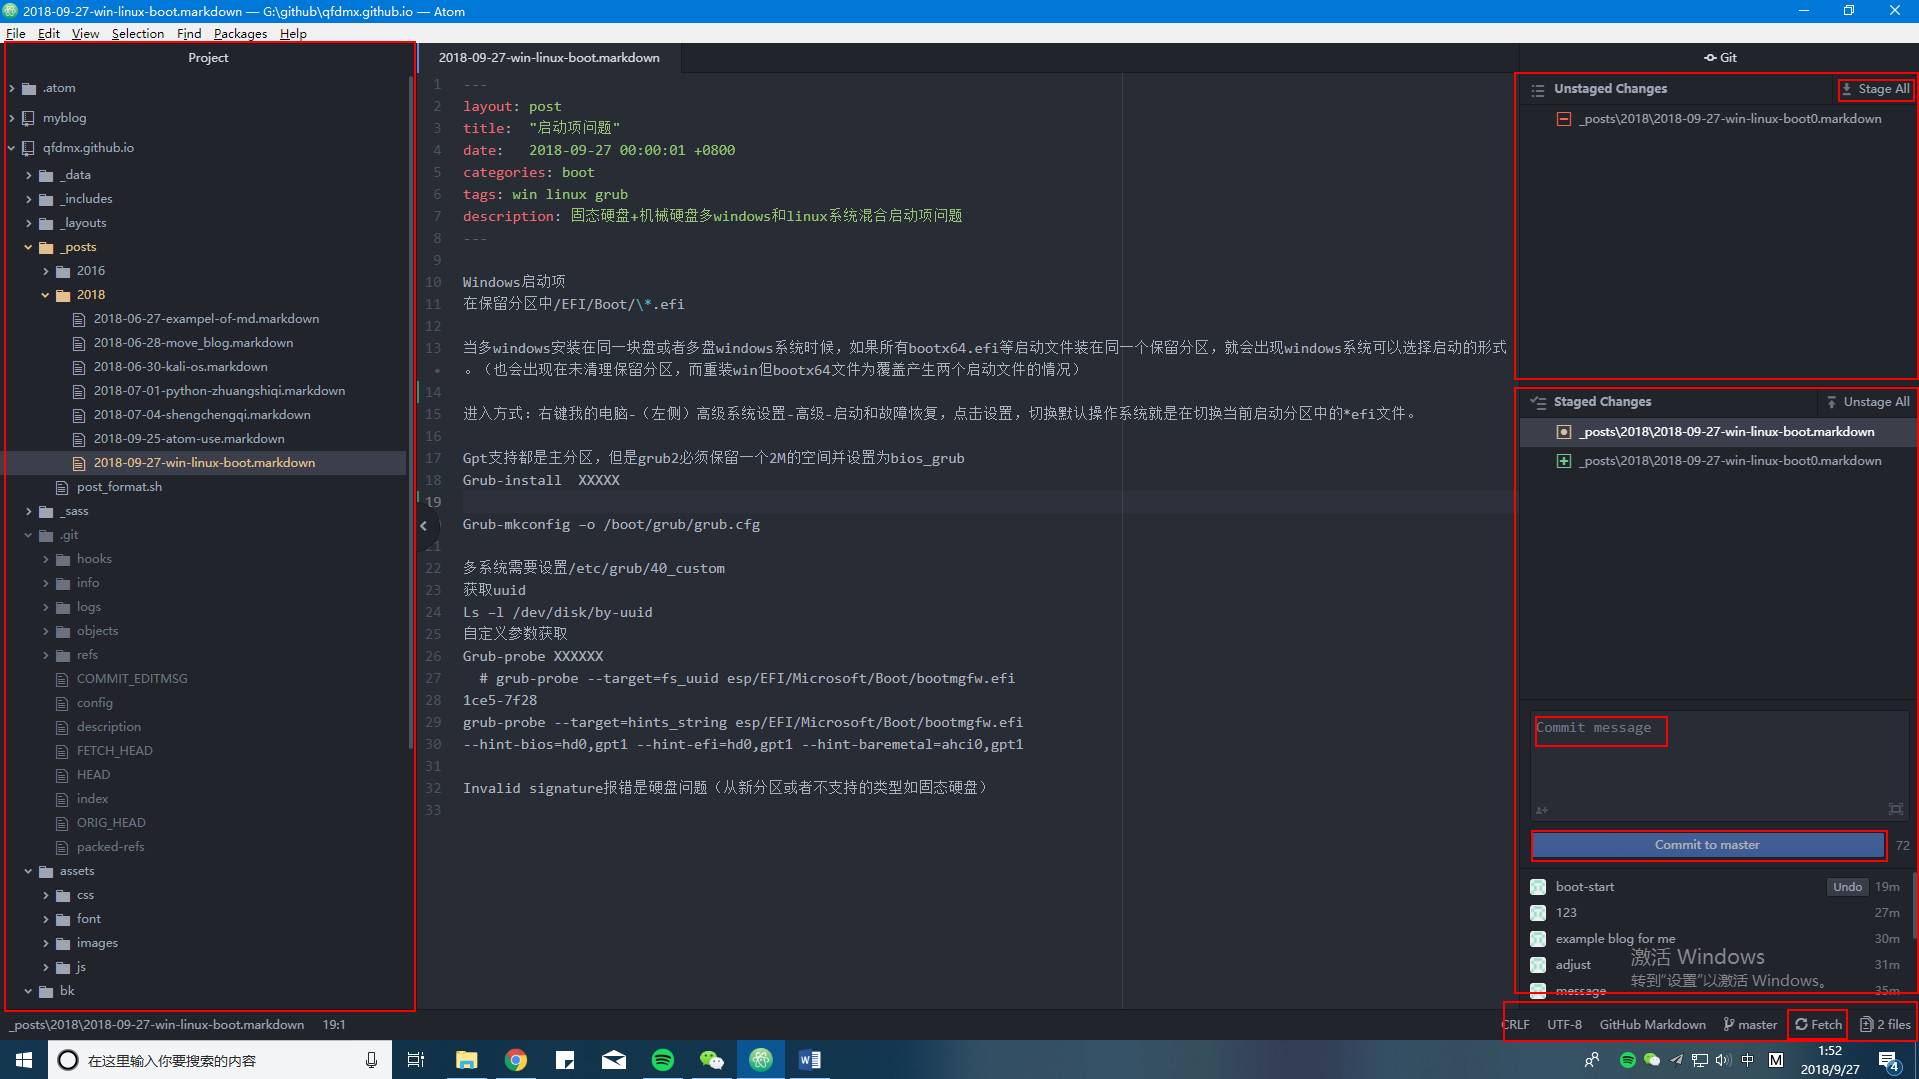 2018-09-27-win-linux-boot.markdown — G:\github\qfdmx.github.io — Atom
File Edit View Selection Find Packages Help
Project
.atom
myblog
qfdmx.github.io
_data
_includes
_layouts
_posts
2016
2018
2018-06-27-exampel-of-md.markdown
2018-06-28-move_blog.markdown
2018-06-30-kali-os.markdown
2018-07-01-python-zhuangshiqi.markdown
2018-07-04-shengchengqi.markdown
2018-09-25-atom-use.markdown
2018-09-27-win-linux-boot.markdown
post_format.sh
_sass
.git
hooks
info
logs
objects
refs
COMMIT_EDITMSG
config
description
FETCH_HEAD
HEAD
index
ORIG_HEAD
packed-refs
assets
css
font
images
js
bk
2018-09-27-win-linux-boot.markdown
1 ---
2 layout: post
3 title:  "启动项问题"
4 date:   2018-09-27 00:00:01 +0800
5 categories: boot
6 tags: win linux grub
7 description: 固态硬盘+机械硬盘多windows和linux系统混合启动项问题
8 ---
9
10 Windows启动项
11 在保留分区中/EFI/Boot/\*.efi
12
13 当多windows安装在同一块盘或者多盘windows系统时候，如果所有bootx64.efi等启动文件装在同一个保留分区，就会出现windows系统可以选择启动的形式
• 。（也会出现在未清理保留分区，而重装win但bootx64文件为覆盖产生两个启动文件的情况）
14
15 进入方式：右键我的电脑-（左侧）高级系统设置-高级-启动和故障恢复，点击设置，切换默认操作系统就是在切换当前启动分区中的*efi文件。
16
17 Gpt支持都是主分区，但是grub2必须保留一个2M的空间并设置为bios_grub
18 Grub-install  XXXXX
19
Grub-mkconfig –o /boot/grub/grub.cfg
21
22 多系统需要设置/etc/grub/40_custom
23 获取uuid
24 Ls –l /dev/disk/by-uuid
25 自定义参数获取
26 Grub-probe XXXXXX
27   # grub-probe --target=fs_uuid esp/EFI/Microsoft/Boot/bootmgfw.efi
28 1ce5-7f28
29 grub-probe --target=hints_string esp/EFI/Microsoft/Boot/bootmgfw.efi
30 --hint-bios=hd0,gpt1 --hint-efi=hd0,gpt1 --hint-baremetal=ahci0,gpt1
31
32 Invalid signature报错是硬盘问题（从新分区或者不支持的类型如固态硬盘）
33
Git
Unstaged Changes Stage All
_posts\2018\2018-09-27-win-linux-boot0.markdown
Staged Changes Unstage All
_posts\2018\2018-09-27-win-linux-boot.markdown
_posts\2018\2018-09-27-win-linux-boot0.markdown
Commit message
Commit to master 72
boot-start Undo 19m
123 27m
example blog for me 30m
adjust 31m
message 35m
激活 Windows
转到“设置”以激活 Windows。
_posts\2018\2018-09-27-win-linux-boot.markdown 19:1
CRLF UTF-8 GitHub Markdown master Fetch 2 files
在这里输入你要搜索的内容
中 M
1:52
2018/9/27
4